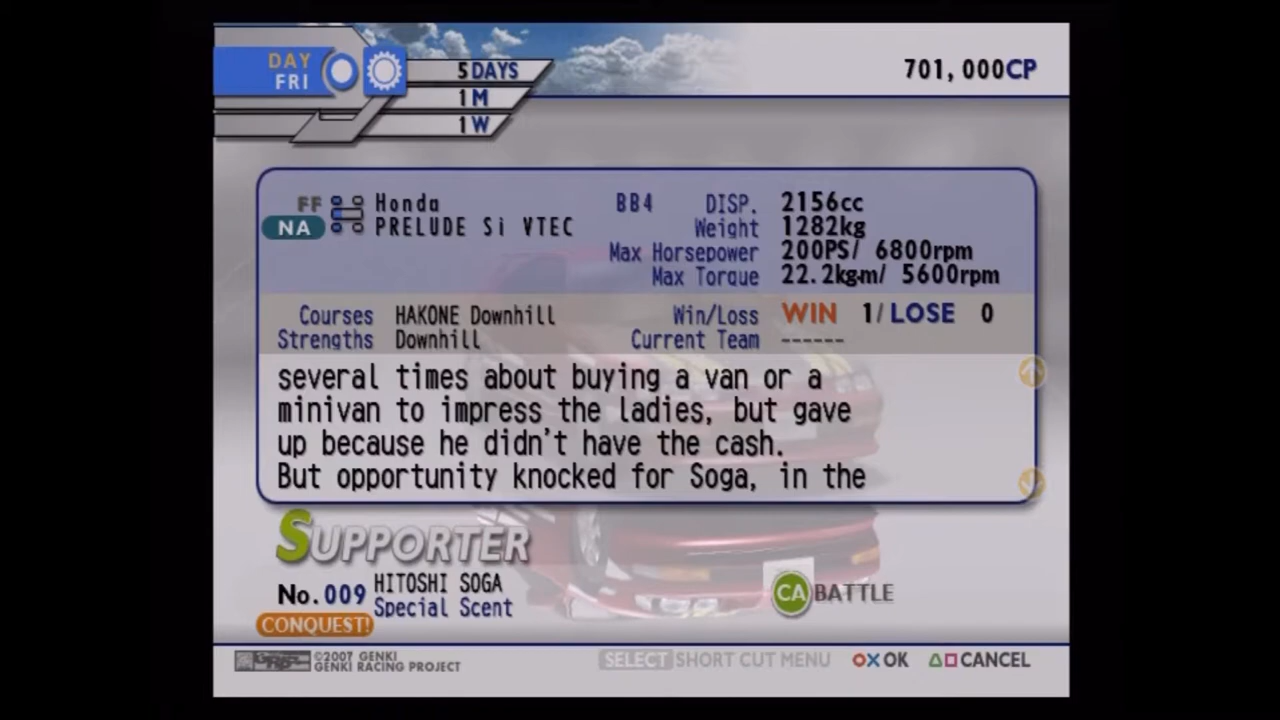 DAY
FRI
5DAYS
1M
1W
701,000CP
FF
NA
Honda
PRELUDE Si VTEC
BB4
DISP. 2156cc
Weight 1282kg
Max Horsepower 200PS/ 6800rpm
Max Torque 22.2kgm/ 5600rpm
Courses HAKONE Downhill
Strengths Downhill
Win/Loss WIN 1/LOSE 0
Current Team ------
several times about buying a van or a
minivan to impress the ladies, but gave
up because he didn't have the cash.
But opportunity knocked for Soga, in the
SUPPORTER
No.009 HITOSHI SOGA
Special Scent
CONQUEST!
CA BATTLE
©2007 GENKI
GENKI RACING PROJECT
SELECT SHORT CUT MENU
○×OK △□CANCEL